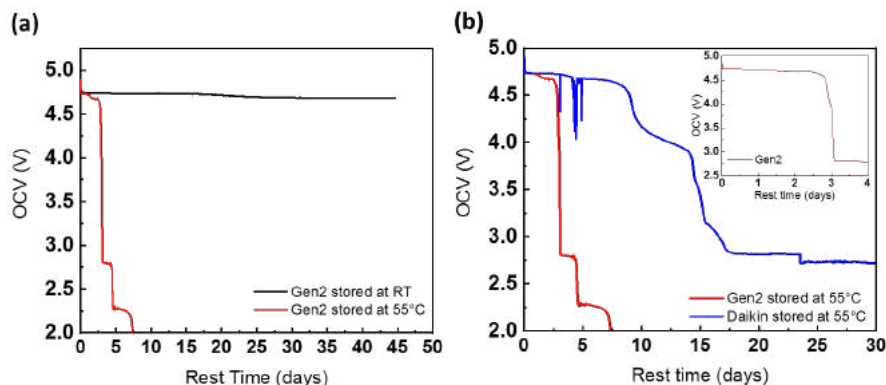 (a)
OCV (V)
5.0
4.5
4.0
3.5
3.0
2.5
2.0
Gen2 stored at RT
Gen2 stored at 55°C
0 5 10 15 20 25 30 35 40 45 50
Rest Time (days)
(b)
OCV (V)
5.0
4.5
4.0
3.5
3.0
2.5
2.0
Gen2 stored at 55°C
Daikin stored at 55°C
0 5 10 15 20 25 30
Rest time (days)
OCV (V)
5.0
4.5
4.0
3.5
3.0
2.5
Gen2
0 1 2 3 4
Rest time (days)